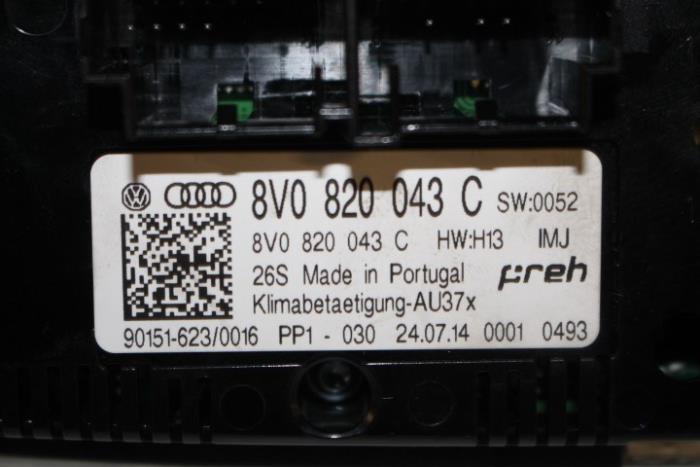 8V0 820 043 C SW:0052
8V0 820 043 C HW:H13 IMJ
26S Made in Portugal preh
Klimabetaetigung-AU37x
90151-623/0016 PP1 - 030 24.07.14 0001 0493